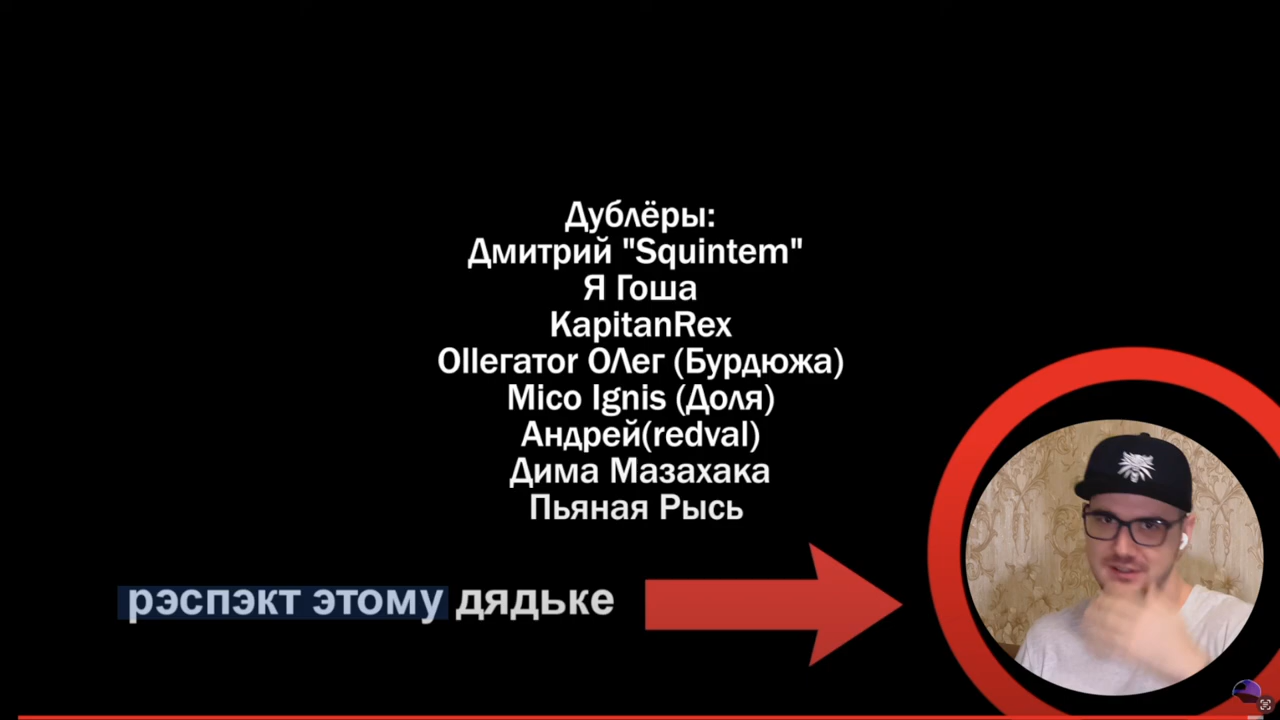 Дублёры:
Дмитрий "Squintem"
Я Гоша
KapitanRex
Ollегатор ОЛег (Бурдюжа)
Mico Ignis (Доля)
Андрей(redval)
Дима Мазахака
Пьяная Рысь
рэспэкт этому дядьке